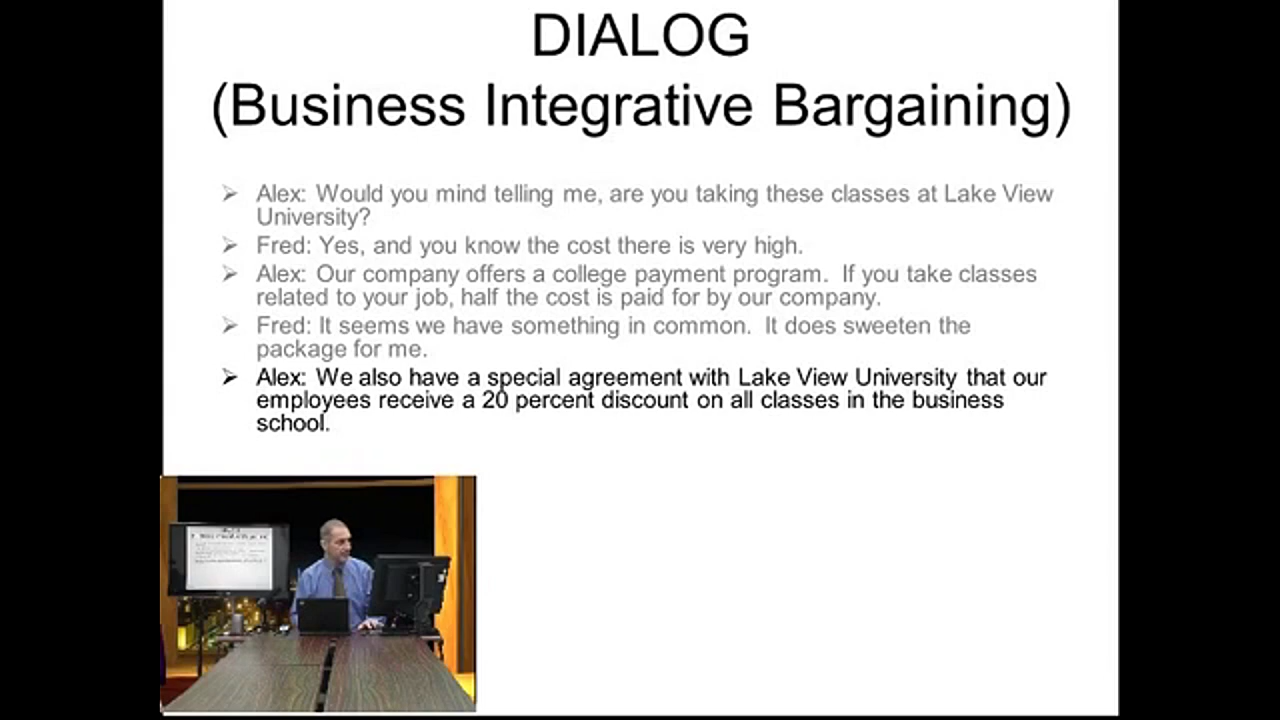 DIALOG
(Business Integrative Bargaining)
➢ Alex: Would you mind telling me, are you taking these classes at Lake View
University?
➢ Fred: Yes, and you know the cost there is very high.
➢ Alex: Our company offers a college payment program. If you take classes
related to your job, half the cost is paid for by our company.
➢ Fred: It seems we have something in common. It does sweeten the
package for me.
➢ Alex: We also have a special agreement with Lake View University that our
employees receive a 20 percent discount on all classes in the business
school.